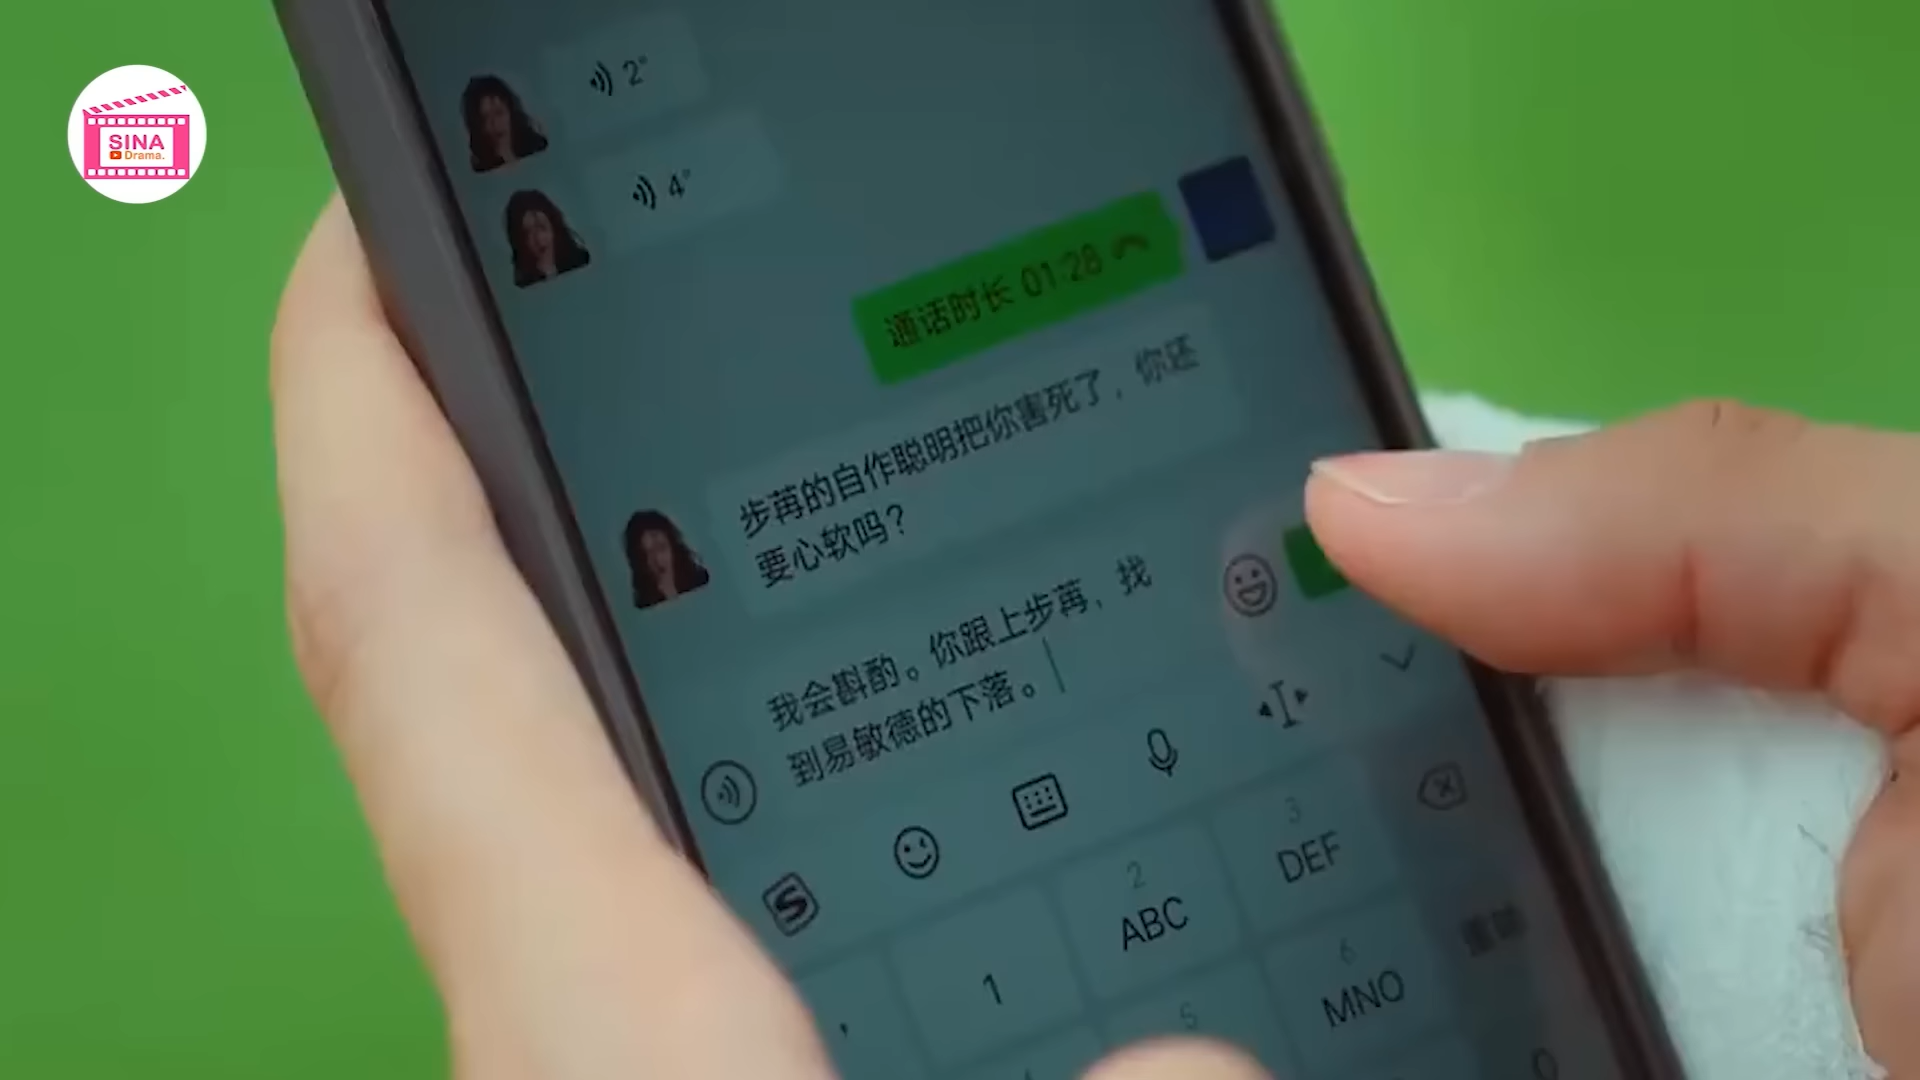 SINA
Drama.
2"
4"
通话时长 01:28
步苒的自作聪明把你害死了，你还
要心软吗？
我会斟酌。你跟上步苒，找
到易敏德的下落。
S
3
DEF
2
ABC
1
,
6
MNO
5